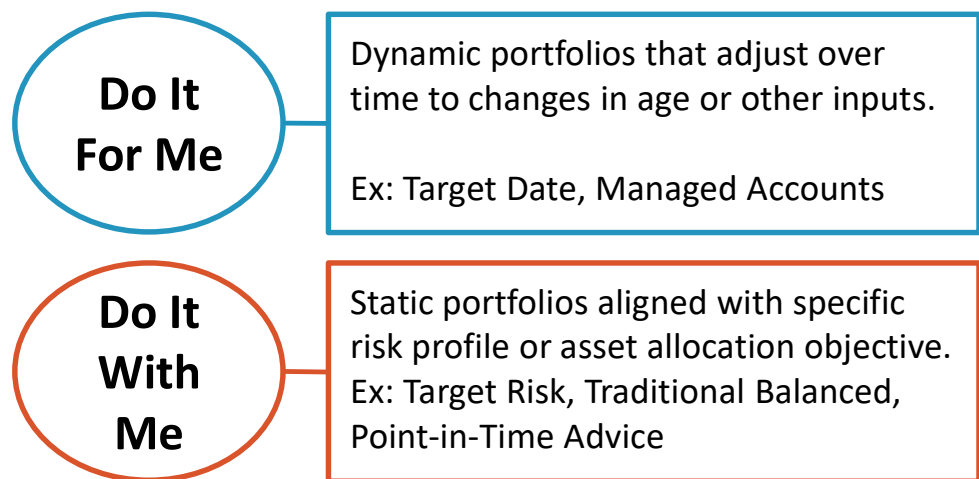 Do It
For Me
Dynamic portfolios that adjust over
time to changes in age or other inputs.
Ex: Target Date, Managed Accounts
Do It
With
Me
Static portfolios aligned with specific
risk profile or asset allocation objective.
Ex: Target Risk, Traditional Balanced,
Point-in-Time Advice